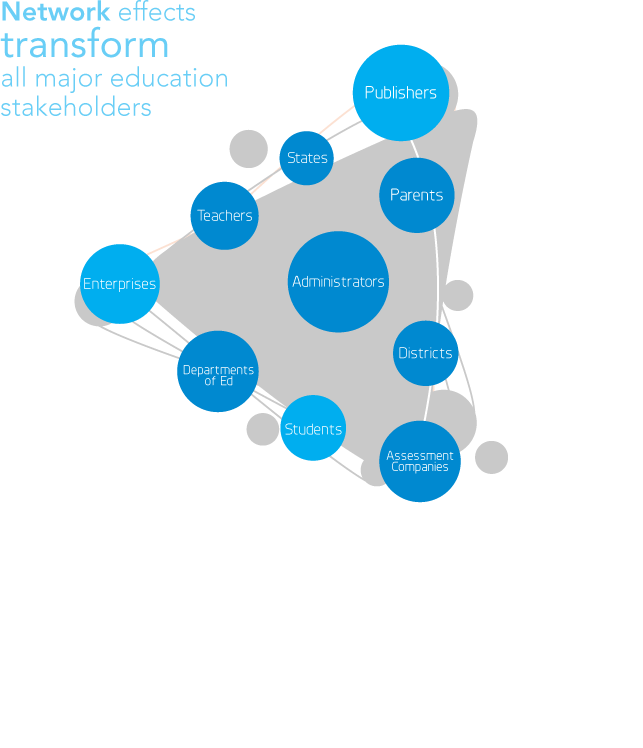 Network effects
transform
all major education
stakeholders
Publishers
States
Parents
Teachers
Enterprises
Administrators
Districts
Departments
of Ed
Students
Assessment
Companies